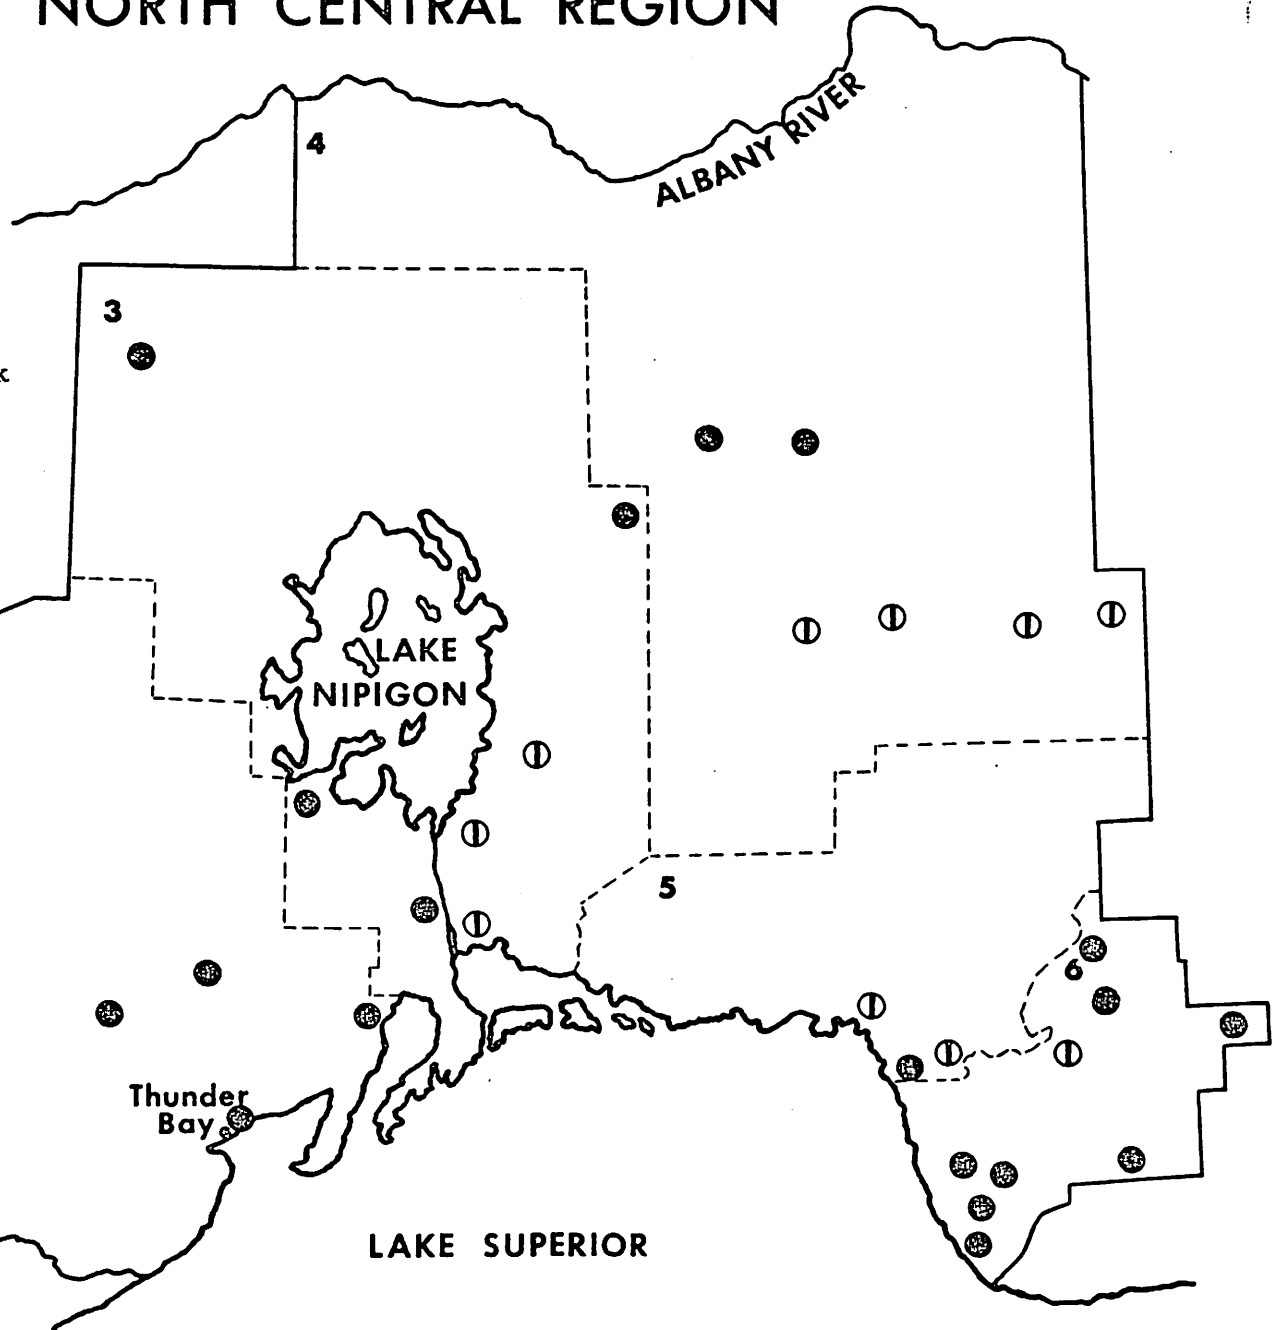 NORTH CENTRAL REGION
4
ALBANY RIVER
3
K
LAKE
NIPIGON
5
6
Thunder
Bay
LAKE SUPERIOR